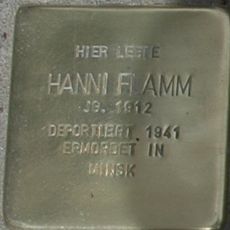 HIER LEBTE
HANNI FLAMM
JG. 1912
DEPORTIERT 1941
ERMORDET IN
MINSK